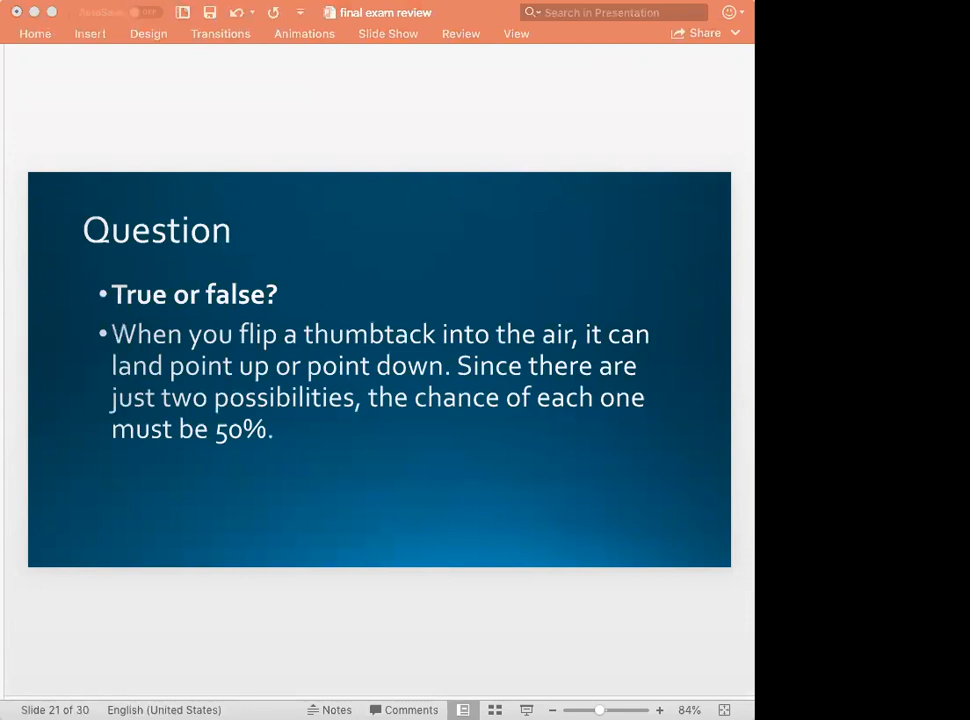 final exam review
Search in Presentation
Home Insert Design Transitions Animations Slide Show Review View Share
Question
•True or false?
•When you flip a thumbtack into the air, it can
land point up or point down. Since there are
just two possibilities, the chance of each one
must be 50%.
Slide 21 of 30 English (United States) Notes Comments 84%